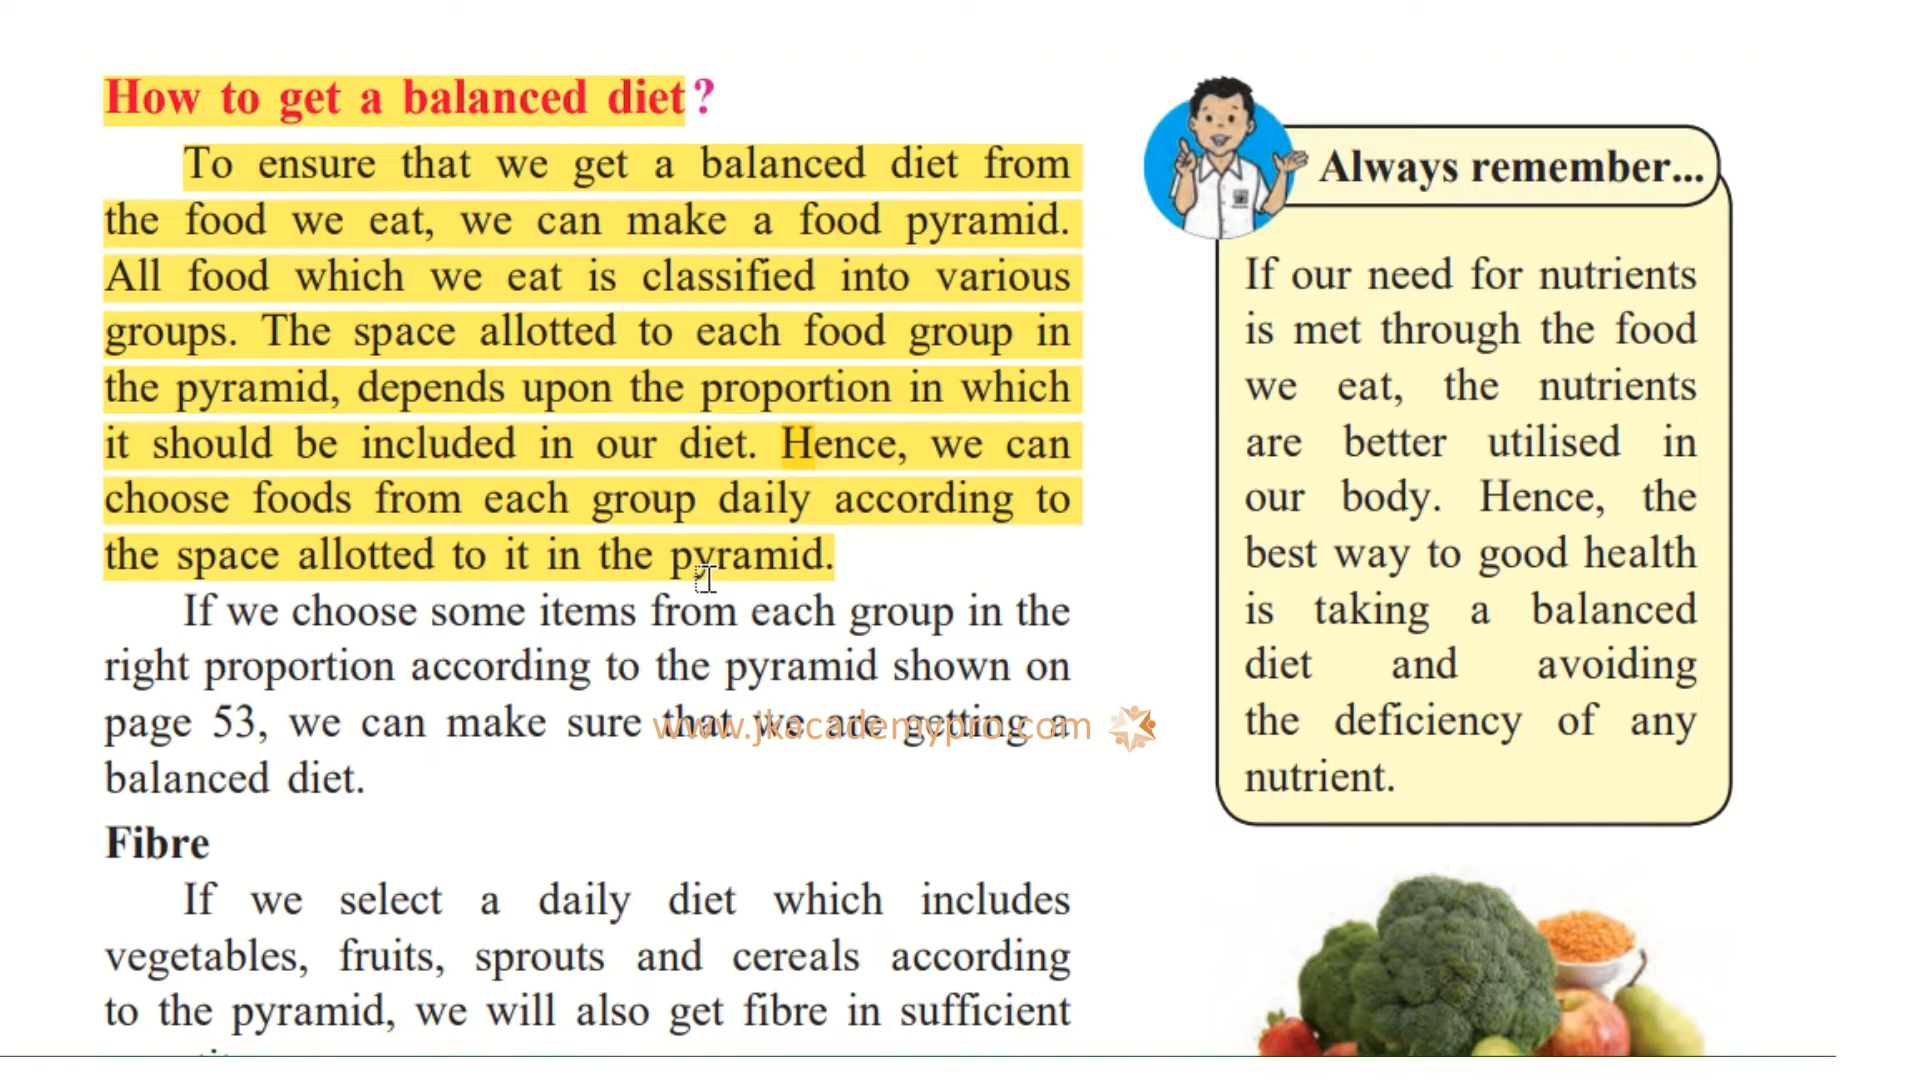 How to get a balanced diet?
To ensure that we get a balanced diet from
the food we eat, we can make a food pyramid.
All food which we eat is classified into various
groups. The space allotted to each food group in
the pyramid, depends upon the proportion in which
it should be included in our diet. Hence, we can
choose foods from each group daily according to
the space allotted to it in the pyramid.
If we choose some items from each group in the
right proportion according to the pyramid shown on
page 53, we can make sure that we are getting a
balanced diet.
Fibre
If we select a daily diet which includes
vegetables, fruits, sprouts and cereals according
to the pyramid, we will also get fibre in sufficient
Always remember...
If our need for nutrients
is met through the food
we eat, the nutrients
are better utilised in
our body. Hence, the
best way to good health
is taking a balanced
diet and avoiding
the deficiency of any
nutrient.
www.jkacademypro.com